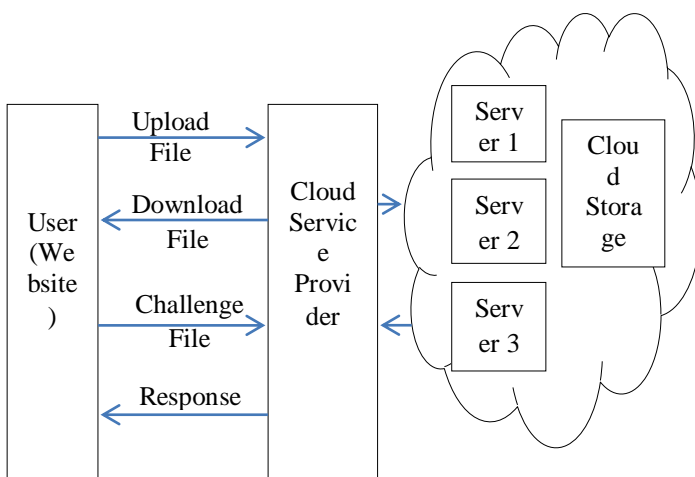 User
(We
bsite
)
Upload
File
Download
File
Challenge
File
Response
Cloud
Servic
e
Provi
der
Serv
er 1
Serv
er 2
Serv
er 3
Clou
d
Stora
ge